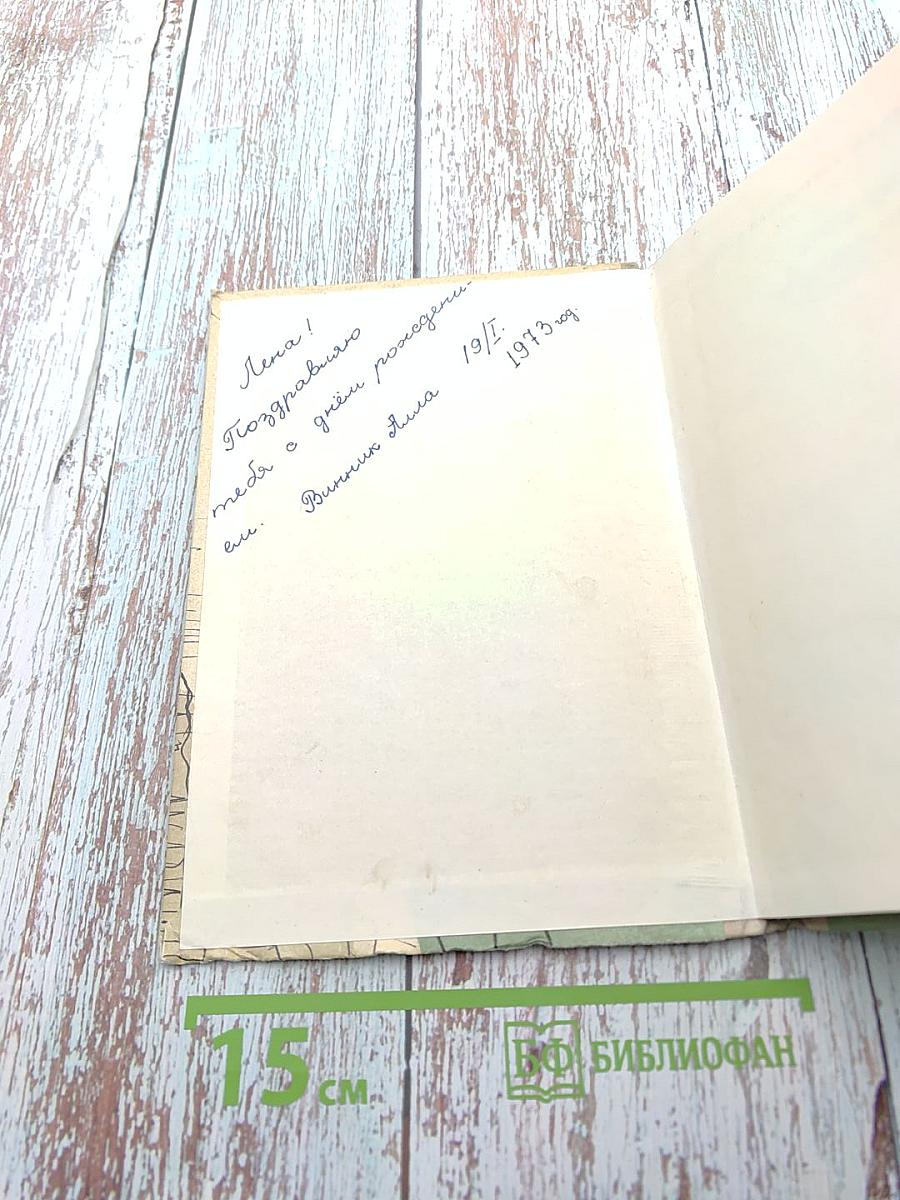 Лена!
Поздравляю
тебя с днём рождени-
ем. Винник Алла 19/I.
1973 год.
15 см
БФ БИБЛИОФАН